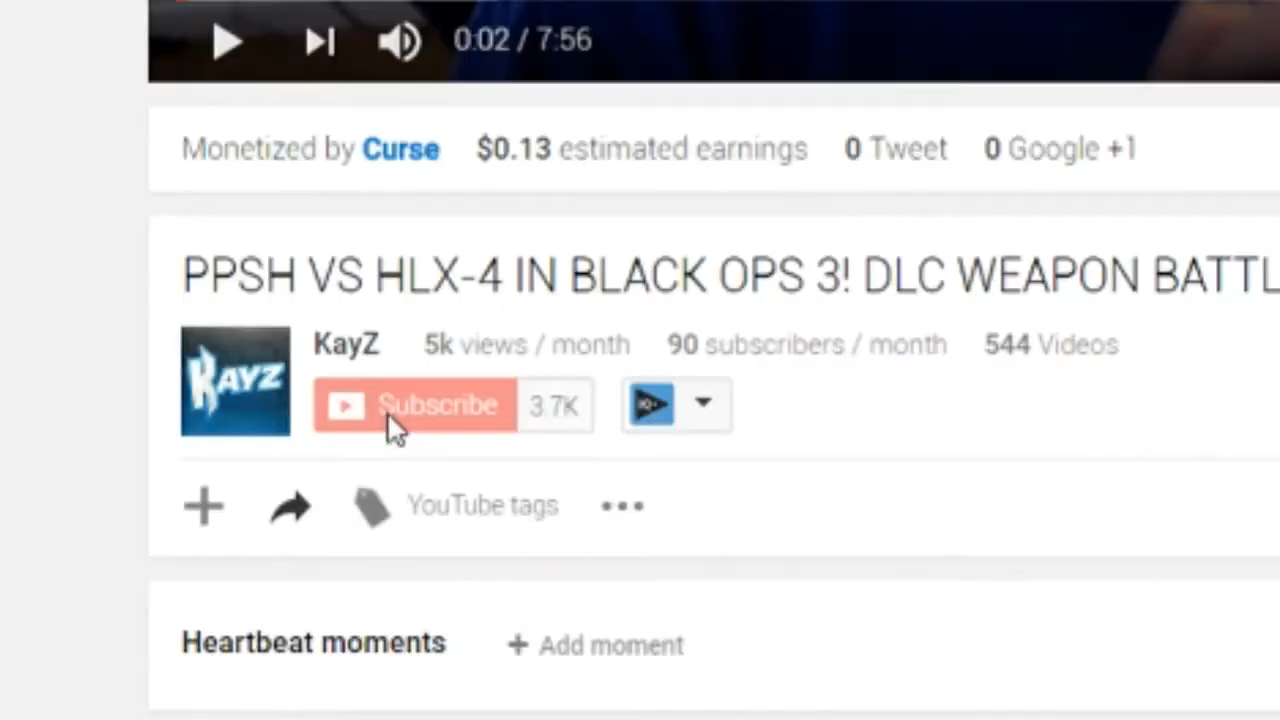 0:02 / 7:56
Monetized by Curse $0.13 estimated earnings 0 Tweet 0 Google +1
PPSH VS HLX-4 IN BLACK OPS 3! DLC WEAPON BATTL
KAYZ
KayZ 5k views / month 90 subscribers / month 544 Videos
Subscribe 3.7K
YouTube tags
Heartbeat moments + Add moment